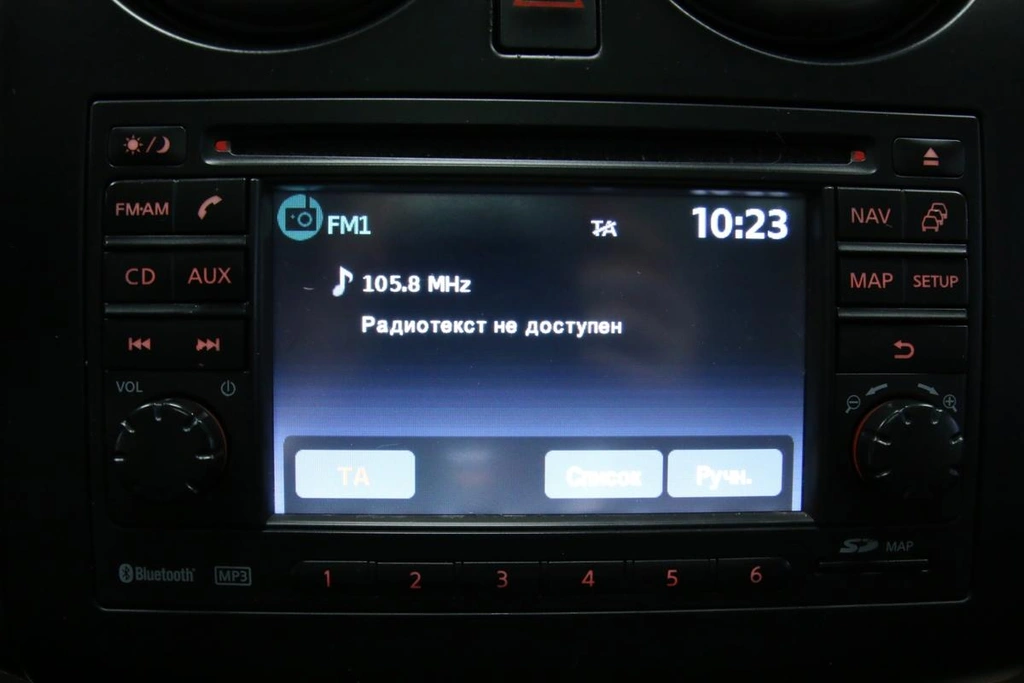 FM·AM
CD
AUX
VOL
FM1
TA
10:23
105.8 MHz
Радиотекст не доступен
TA
Список
Ручн.
NAV
MAP
SETUP
SD MAP
Bluetooth
MP3
1 2 3 4 5 6